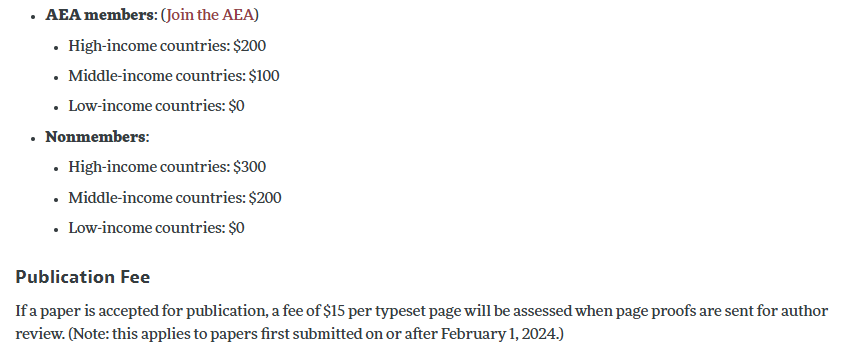 AEA members: (Join the AEA)
High-income countries: $200
Middle-income countries: $100
Low-income countries: $0
Nonmembers:
High-income countries: $300
Middle-income countries: $200
Low-income countries: $0
Publication Fee
If a paper is accepted for publication, a fee of $15 per typeset page will be assessed when page proofs are sent for author
review. (Note: this applies to papers first submitted on or after February 1, 2024.)